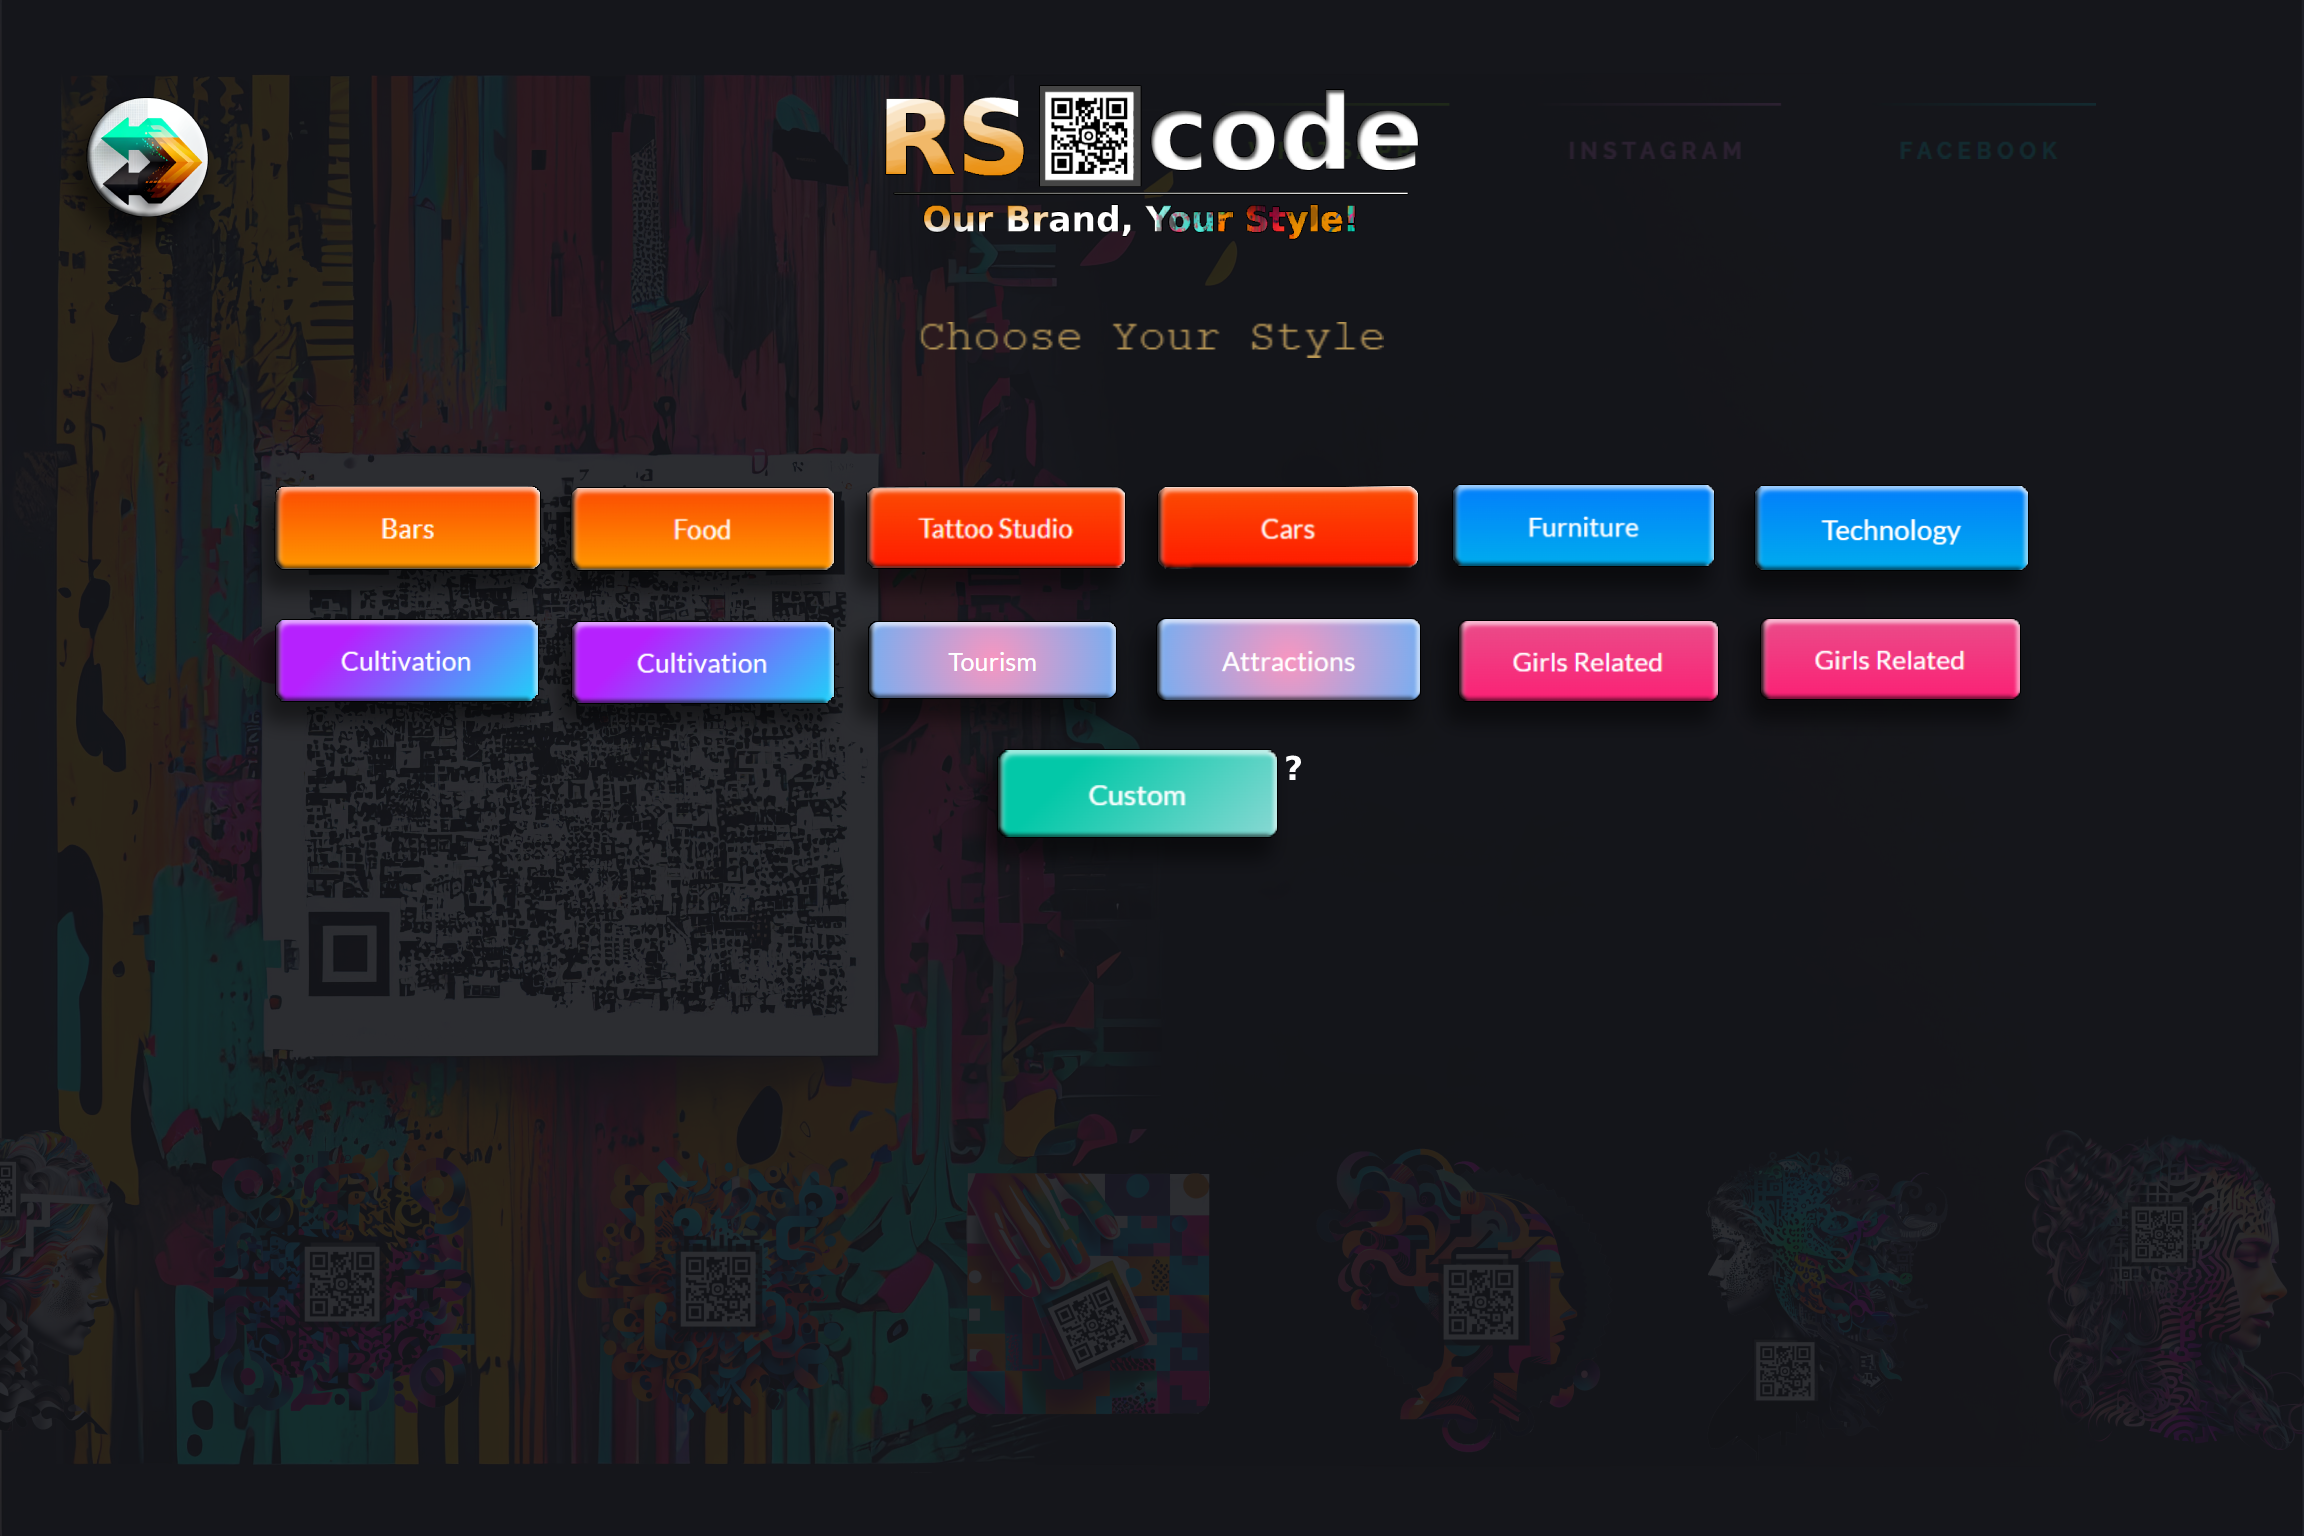 RS code
INSTAGRAM
FACEBOOK
Our Brand, Your Style!
Choose Your Style
Bars
Food
Tattoo Studio
Cars
Furniture
Technology
Cultivation
Cultivation
Tourism
Attractions
Girls Related
Girls Related
Custom
?